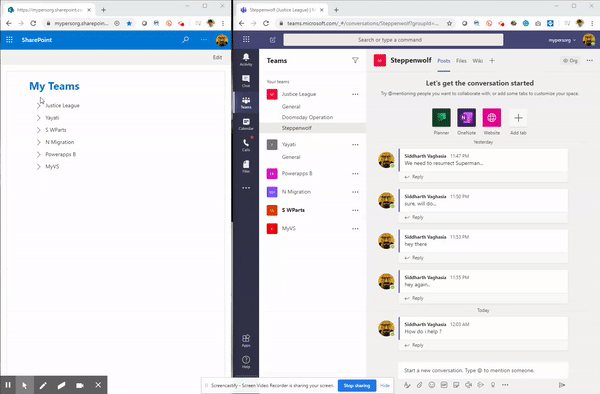 https://mypersorg.sharepoint.co
mypersorg.sharepoin...
SharePoint
Edit
My Teams
Justice League
Yayati
S WParts
N Migration
Powerapps 8
MyVS
Steppenwolf (Justice League) |
teams.microsoft.com/_#/conversations/Steppenwolf?groupId=...
Search or type a command
mypersorg
Activity
Chat
Teams
Calendar
Calls
Files
Apps
Help
Teams
Your teams
Justice League
General
Doomsday Operation
Steppenwolf
Yayati
General
Powerapps 8
N Migration
S WParts
MyVS
Steppenwolf
Posts
Files
Wiki
Org
Let's get the conversation started
Try @mentioning people you want to collaborate with, or add some tabs to customize your space.
Planner
OneNote
Website
Add tab
Yesterday
Siddharth Vaghasia 11:47 PM
We need to resurrect Superman...
Reply
Siddharth Vaghasia 11:50 PM
sure, will do...
Reply
Siddharth Vaghasia 11:53 PM
hey there
Reply
Siddharth Vaghasia 11:55 PM
hey again..
Reply
Today
Siddharth Vaghasia 12:03 AM
How do i help ?
Reply
Start a new conversation. Type @ to mention someone.
Screencastify - Screen Video Recorder is sharing your screen.
Stop sharing
Hide